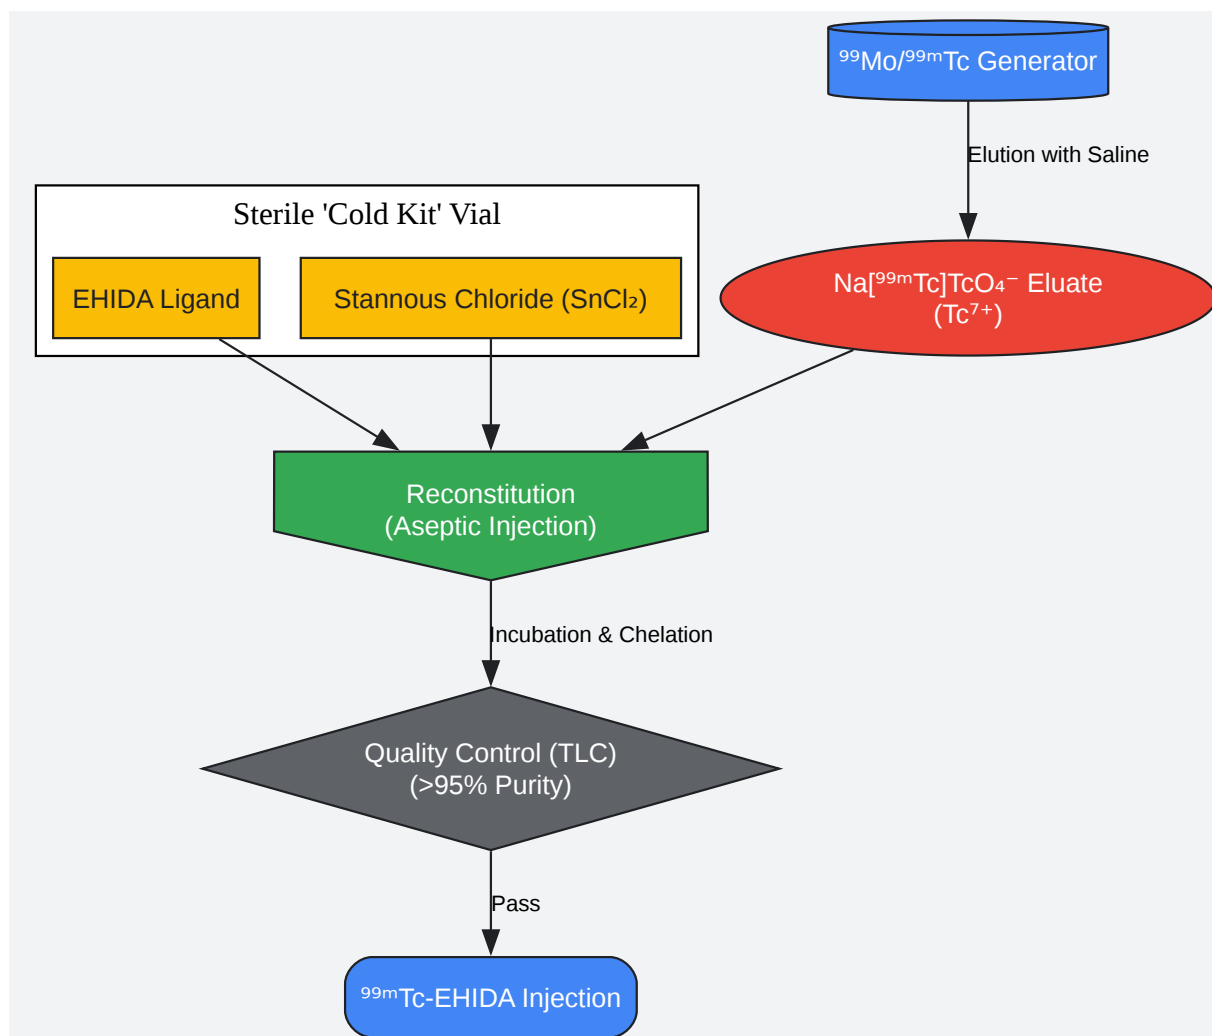 ⁹⁹Mo/⁹⁹ᵐTc Generator
Elution with Saline
Sterile 'Cold Kit' Vial
EHIDA Ligand
Stannous Chloride (SnCl₂)
Na[⁹⁹ᵐTc]TcO₄⁻ Eluate
(Tc⁷⁺)
Reconstitution
(Aseptic Injection)
Incubation & Chelation
Quality Control (TLC)
(>95% Purity)
Pass
⁹⁹ᵐTc-EHIDA Injection